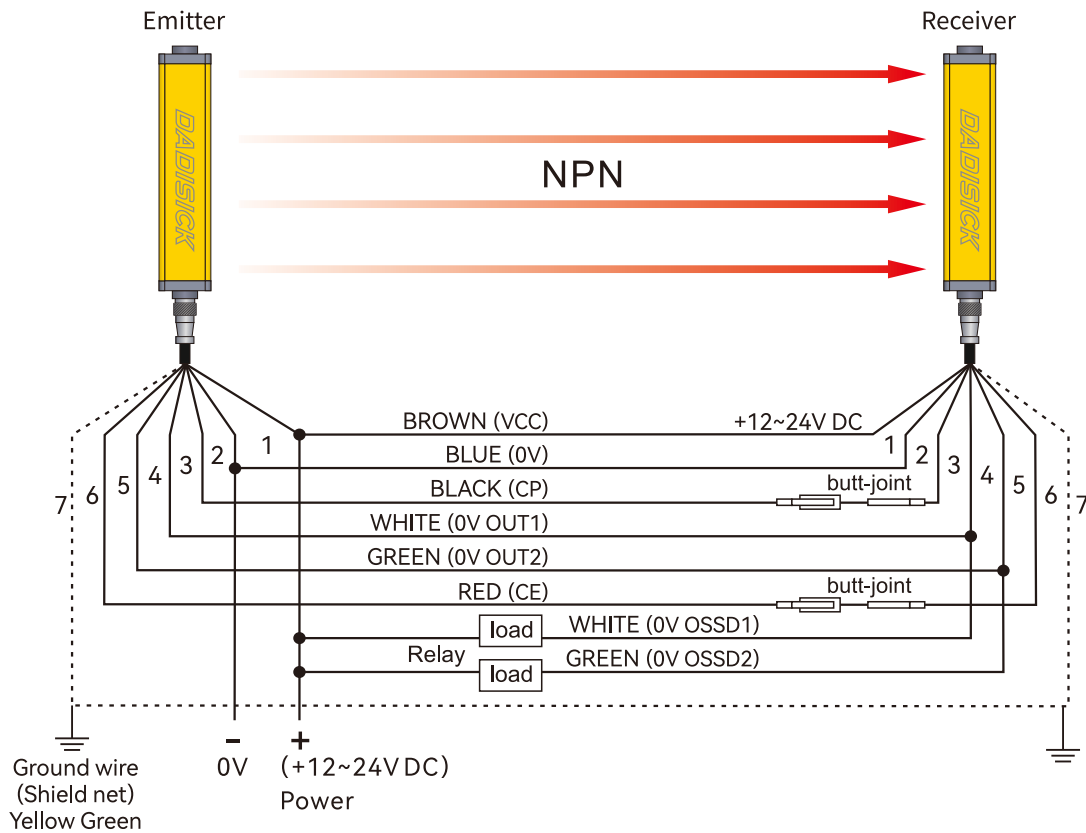 Emitter
Receiver
DADISICK
DADISICK
NPN
BROWN (VCC)
+12~24V DC
1
1
BLUE (0V)
2
2
3
3
BLACK (CP)
butt-joint
4
4
5
5
6
6
7
7
WHITE (0V OUT1)
GREEN (0V OUT2)
RED (CE)
butt-joint
load
WHITE (0V OSSD1)
Relay
load
GREEN (0V OSSD2)
-
+
0V
(+12~24V DC)
Power
Ground wire
(Shield net)
Yellow Green